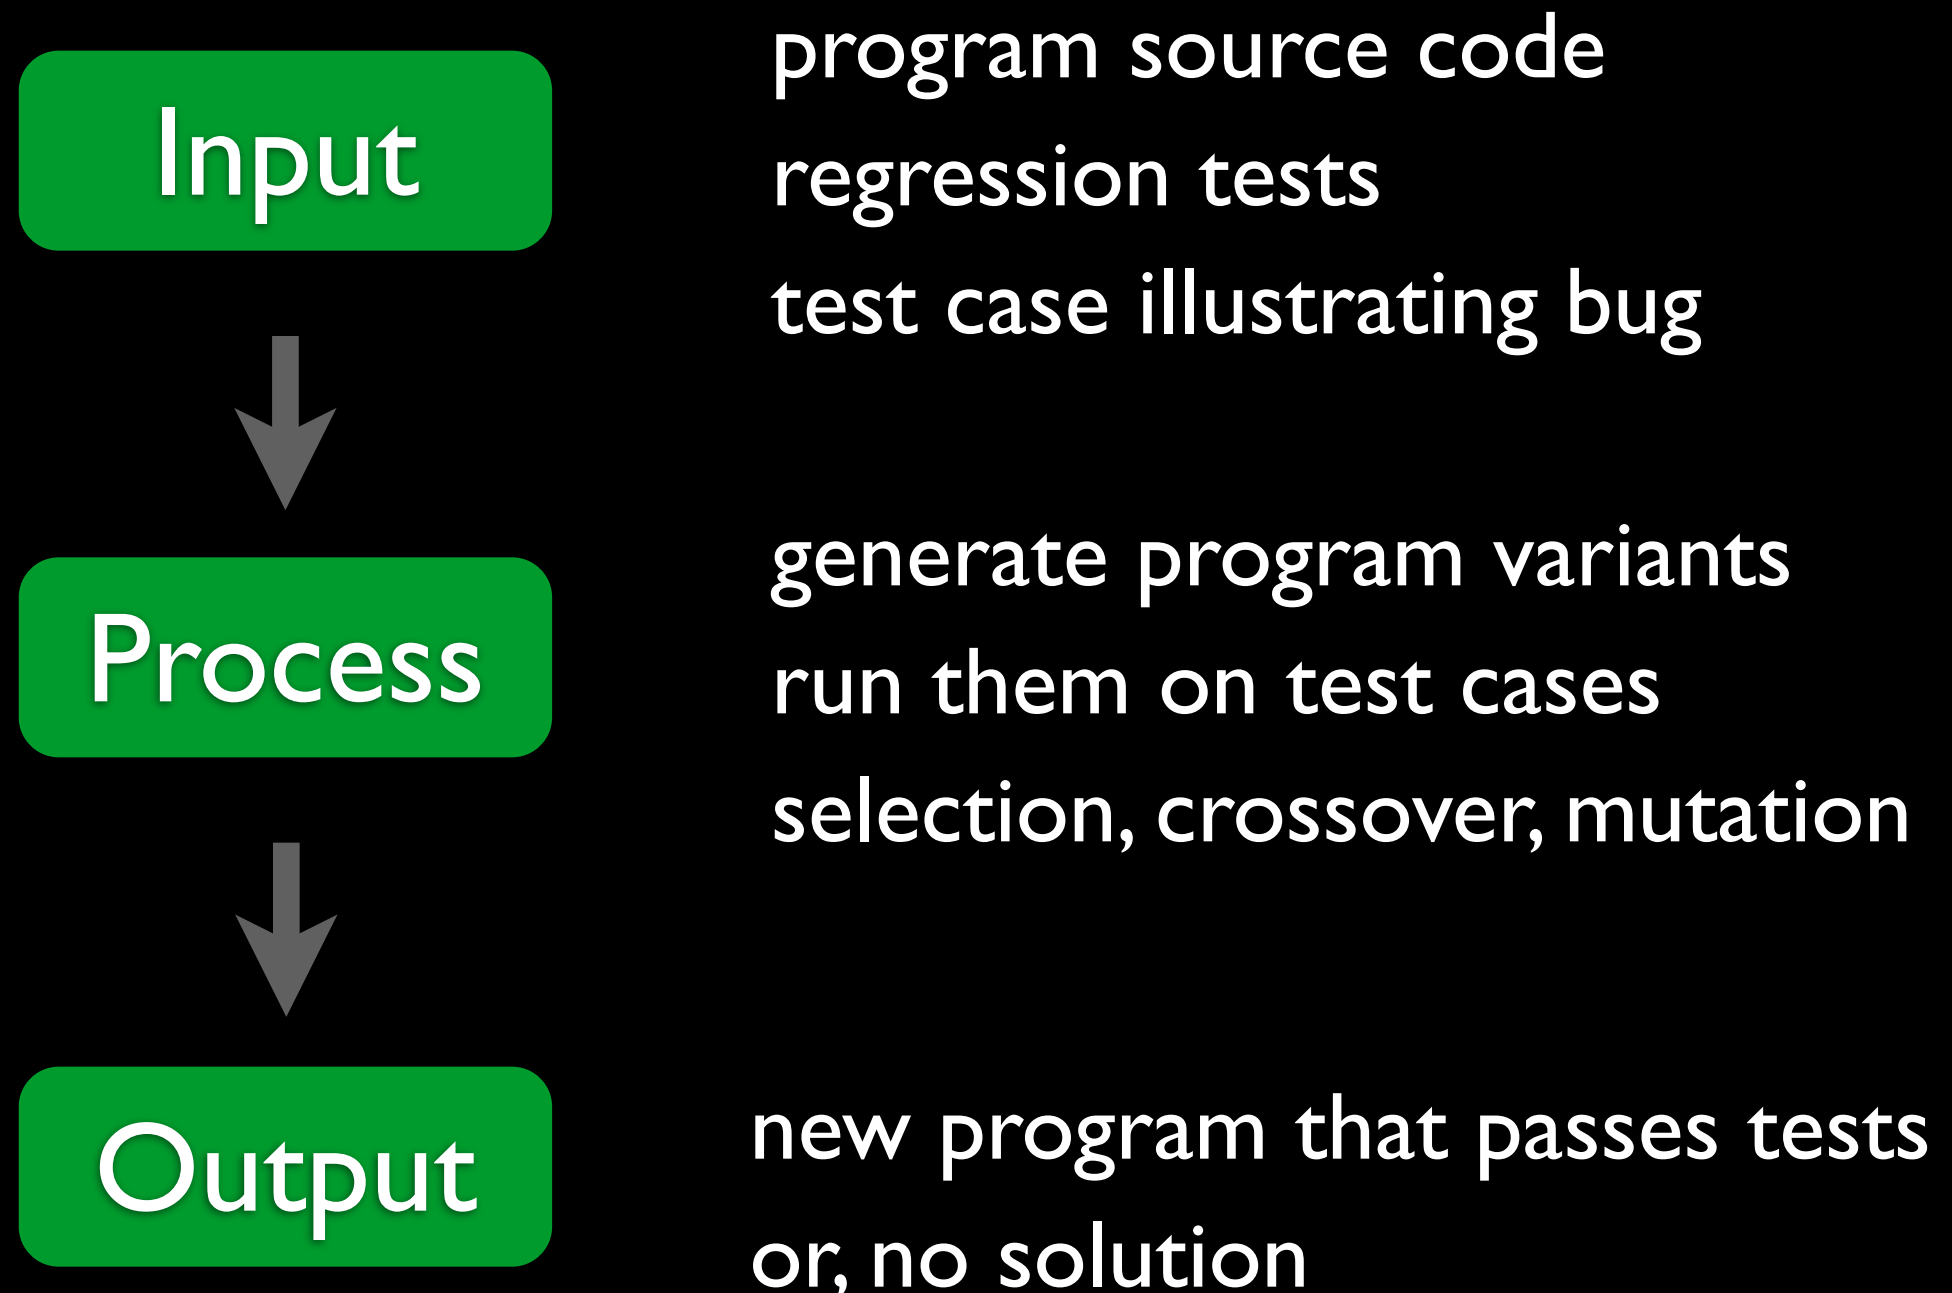 Input
program source code
regression tests
test case illustrating bug
Process
generate program variants
run them on test cases
selection, crossover, mutation
Output
new program that passes tests
or, no solution